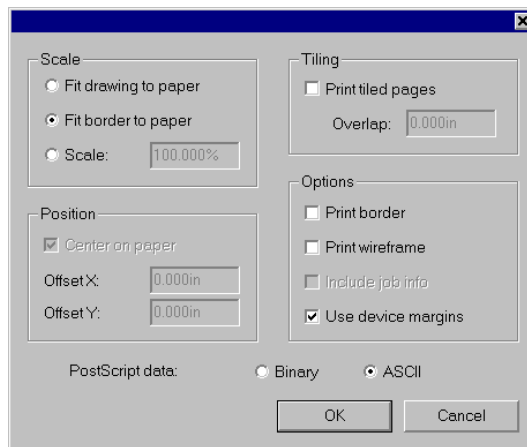 Scale
Fit drawing to paper
Fit border to paper
Scale: 100.000%
Position
Center on paper
Offset X: 0.000in
Offset Y: 0.000in
Tiling
Print tiled pages
Overlap: 0.000in
Options
Print border
Print wireframe
Include job info
Use device margins
PostScript data: Binary ASCII
OK Cancel